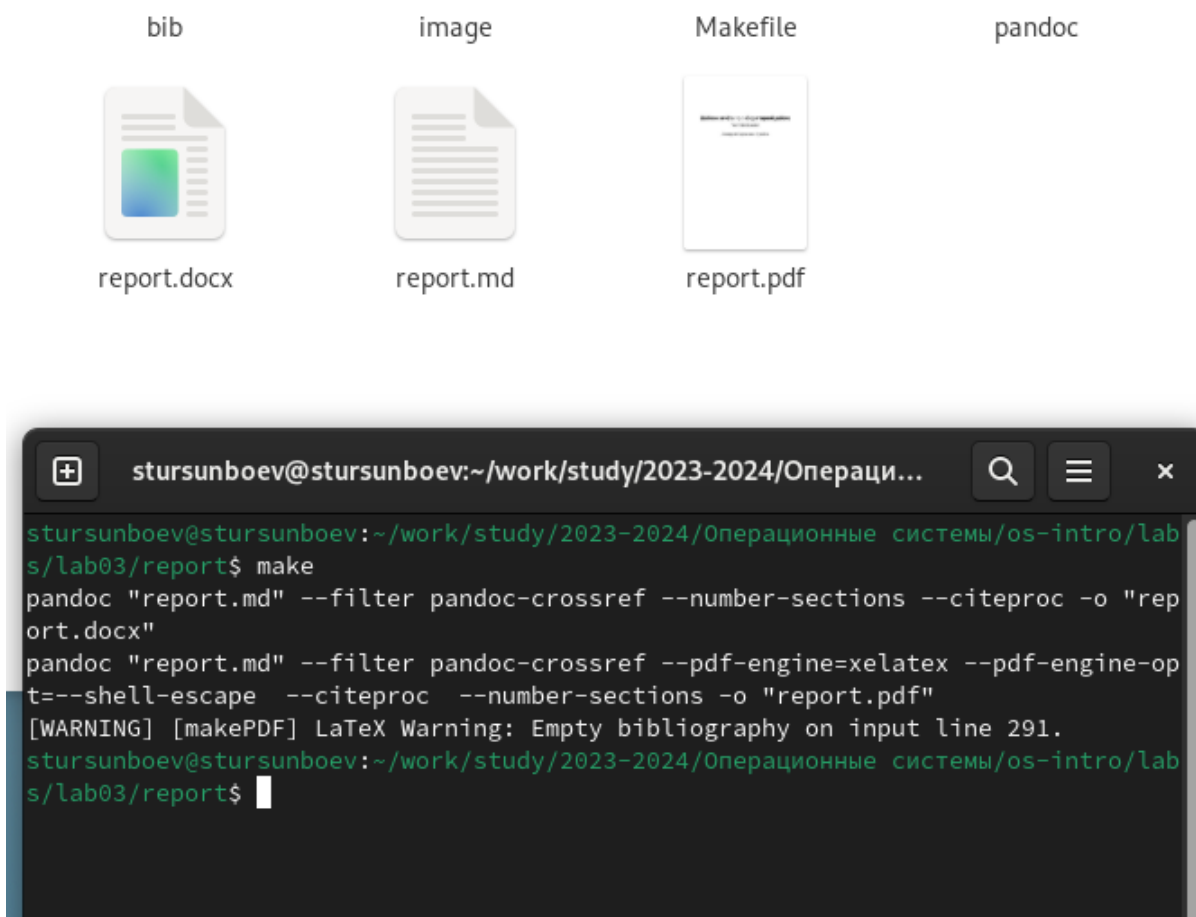 bib image Makefile pandoc
report.docx report.md report.pdf
stursunboev@stursunboev:~/work/study/2023-2024/Операци...
stursunboev@stursunboev:~/work/study/2023-2024/Операционные системы/os-intro/lab
s/lab03/report$ make
pandoc "report.md" --filter pandoc-crossref --number-sections --citeproc -o "rep
ort.docx"
pandoc "report.md" --filter pandoc-crossref --pdf-engine=xelatex --pdf-engine-op
t=--shell-escape  --citeproc  --number-sections -o "report.pdf"
[WARNING] [makePDF] LaTeX Warning: Empty bibliography on input line 291.
stursunboev@stursunboev:~/work/study/2023-2024/Операционные системы/os-intro/lab
s/lab03/report$